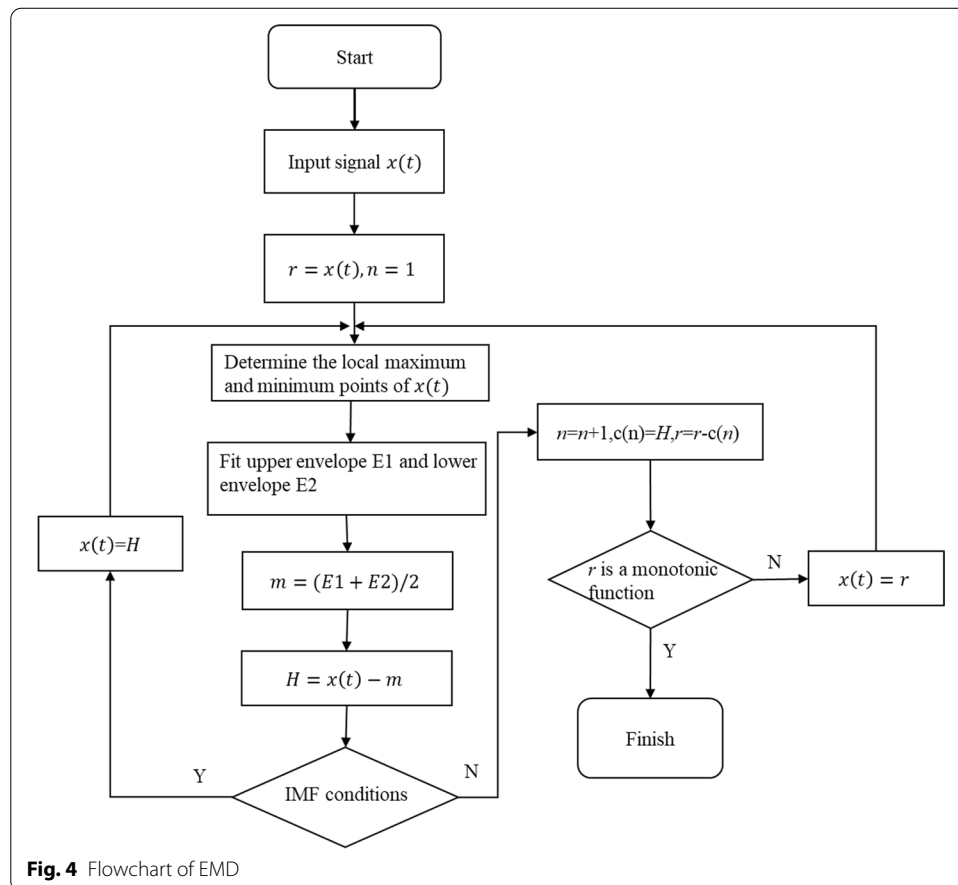 Start
Input signal x(t)
r = x(t), n = 1
Determine the local maximum
and minimum points of x(t)
Fit upper envelope E1 and lower
envelope E2
x(t)=H
m = (E1 + E2)/2
H = x(t) − m
Y
IMF conditions
N
n=n+1,c(n)=H,r=r-c(n)
r is a monotonic
function
N
x(t) = r
Y
Finish
Fig. 4 Flowchart of EMD